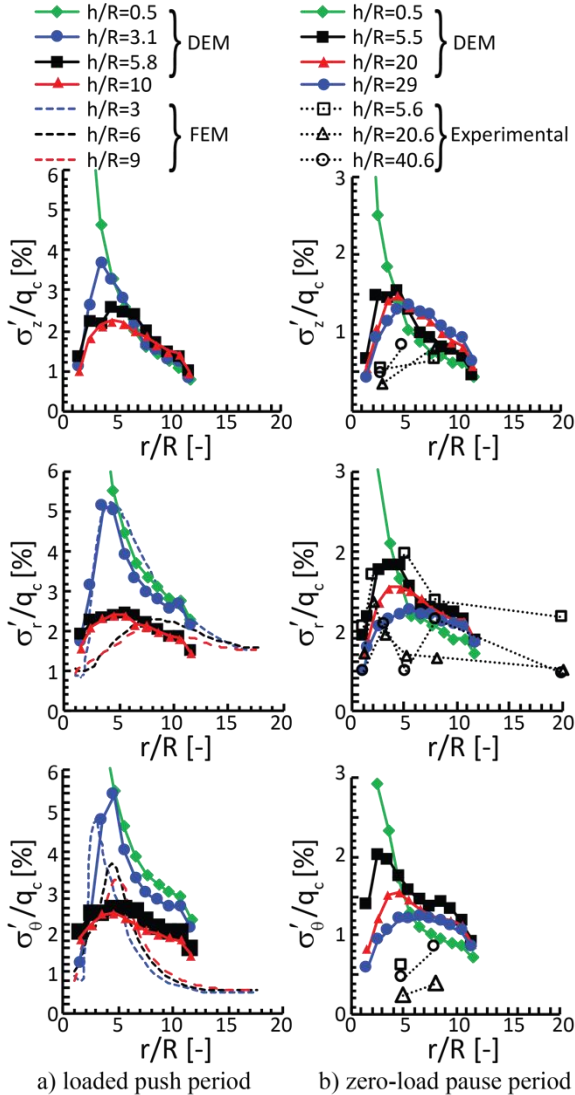 h/R=0.5
h/R=3.1
h/R=5.8
h/R=10
DEM
h/R=3
h/R=6
h/R=9
FEM
h/R=0.5
h/R=5.5
h/R=20
h/R=29
DEM
h/R=5.6
h/R=20.6
h/R=40.6
Experimental
σ′z/qc [%]
6
5
4
3
2
1
0
0 5 10 15 20
r/R [-]
σ′z/qc [%]
3
2
1
0
0 5 10 15 20
r/R [-]
σ′r/qc [%]
6
5
4
3
2
1
0
0 5 10 15 20
r/R [-]
σ′r/qc [%]
3
2
1
0
0 5 10 15 20
r/R [-]
σ′θ/qc [%]
6
5
4
3
2
1
0
0 5 10 15 20
r/R [-]
a) loaded push period
σ′θ/qc [%]
3
2
1
0
0 5 10 15 20
r/R [-]
b) zero-load pause period